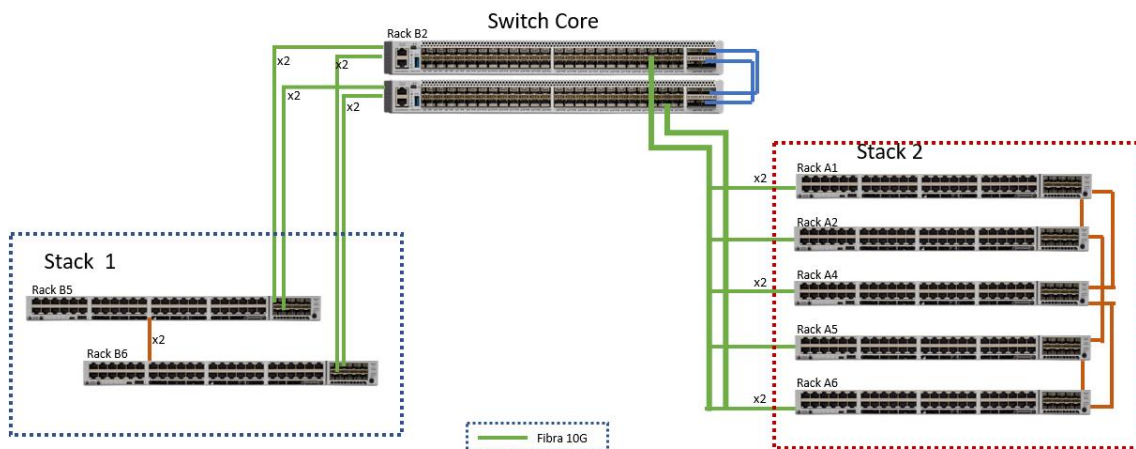 Switch Core
Rack B2
x2
x2
x2
x2
Stack 2
Rack A1
x2
Rack A2
Stack 1
Rack B5
Rack A4
x2
x2
Rack A5
Rack B6
Rack A6
x2
Fibra 10G